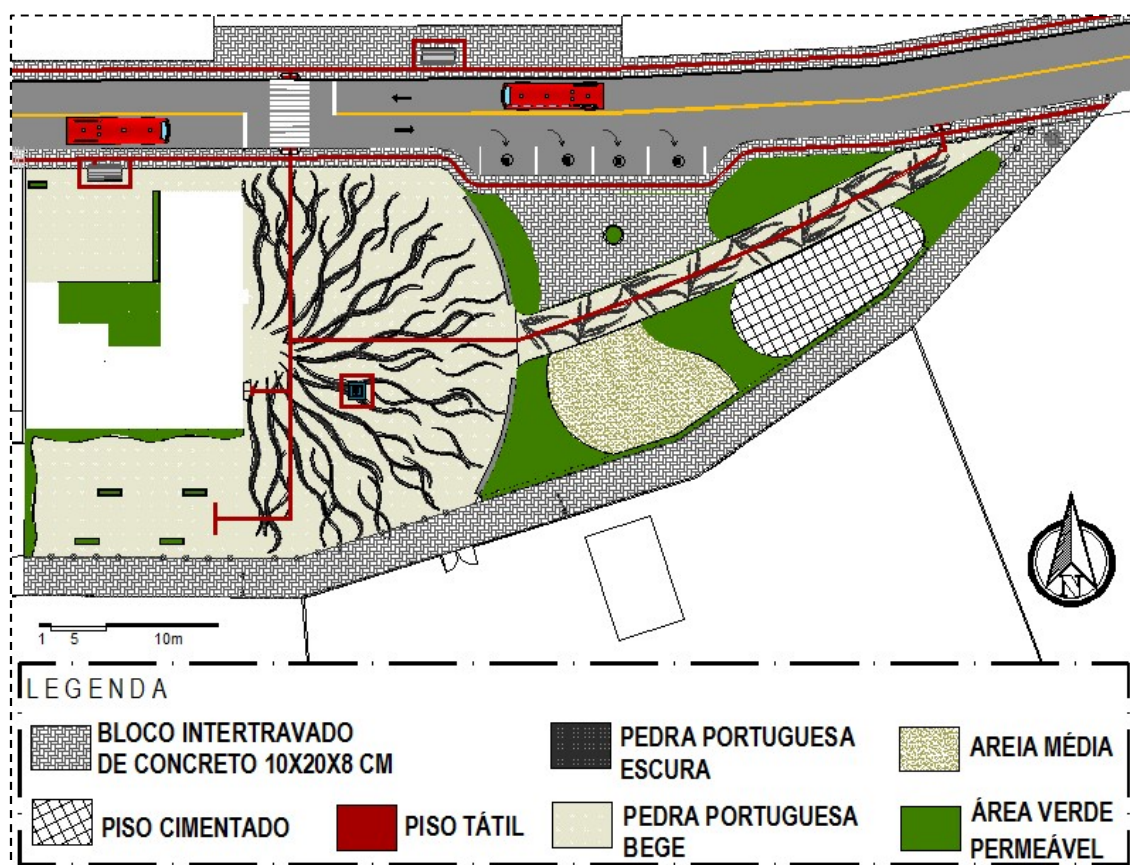 N
1 5 10m
LEGENDA
BLOCO INTERTRAVADO
DE CONCRETO 10X20X8 CM
PEDRA PORTUGUESA
ESCURA
AREIA MÉDIA
PISO CIMENTADO
PISO TÁTIL
PEDRA PORTUGUESA
BEGE
ÁREA VERDE
PERMEÁVEL